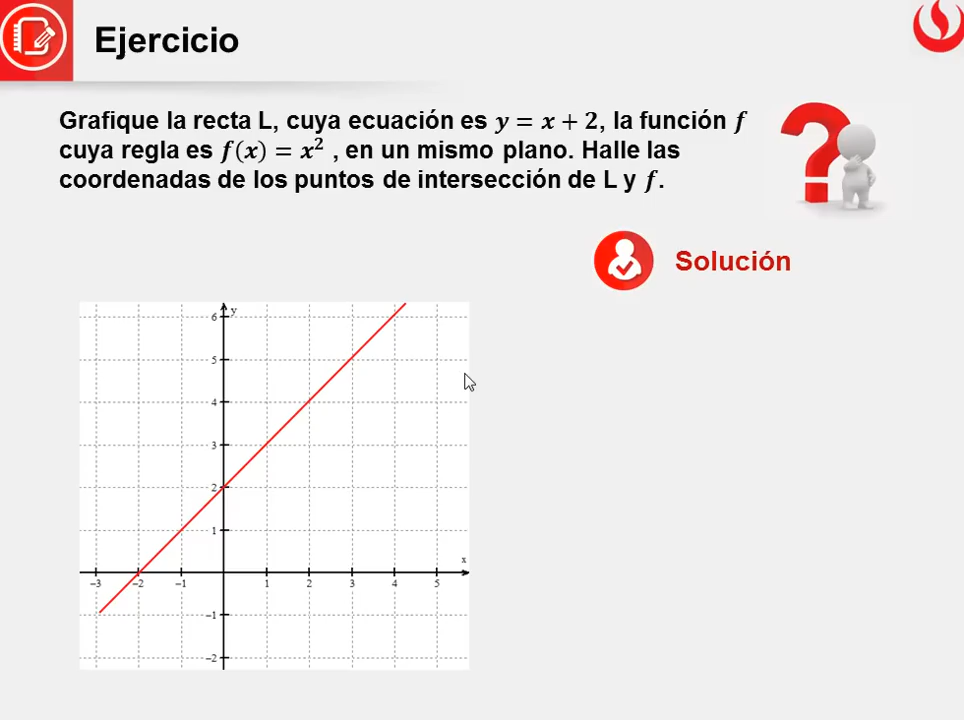 Ejercicio
Grafique la recta L, cuya ecuación es y = x + 2, la función f
cuya regla es f(x) = x² , en un mismo plano. Halle las
coordenadas de los puntos de intersección de L y f.
?
Solución
y
6
5
4
3
2
1
x
−3 −2 −1 1 2 3 4 5
−1
−2